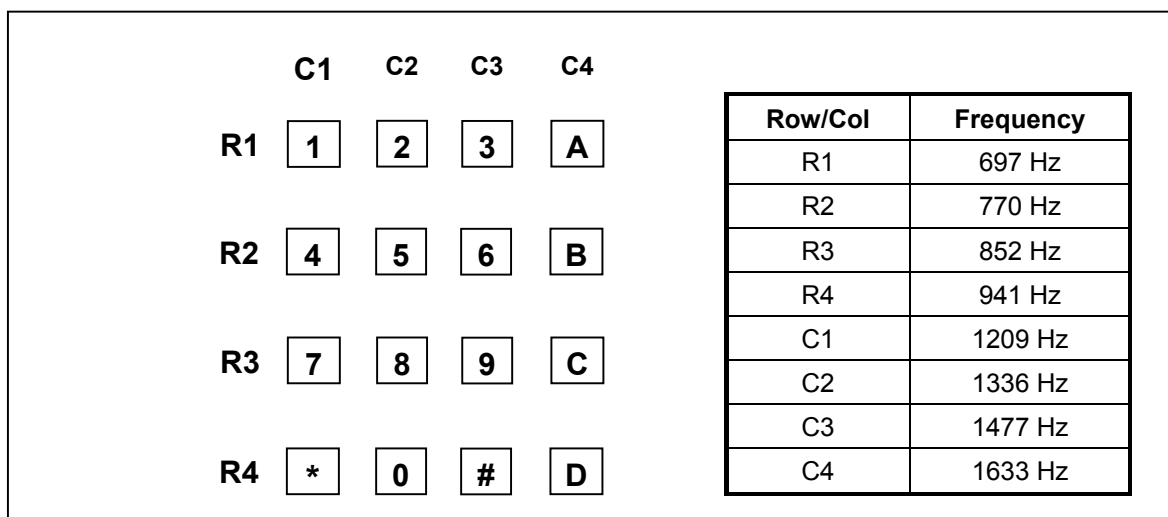 C1 C2 C3 C4
R1 1 2 3 A
R2 4 5 6 B
R3 7 8 9 C
R4 * 0 # D
Row/Col Frequency
R1 697 Hz
R2 770 Hz
R3 852 Hz
R4 941 Hz
C1 1209 Hz
C2 1336 Hz
C3 1477 Hz
C4 1633 Hz